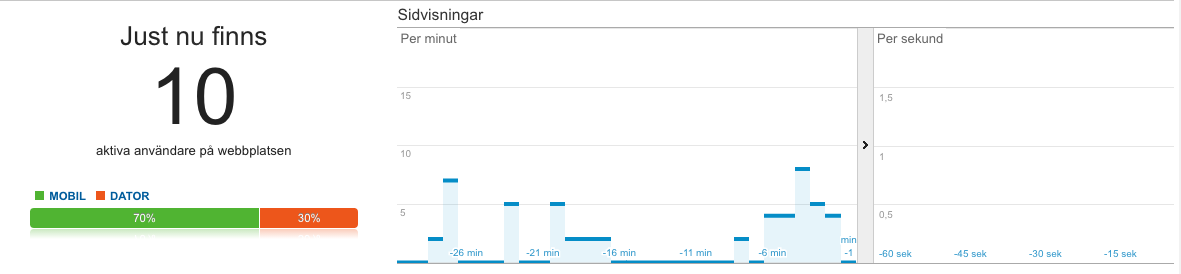 Just nu finns
10
aktiva användare på webbplatsen
MOBIL DATOR
70% 30%
Sidvisningar
Per minut
15
10
5
-26 min -21 min -16 min -11 min -6 min min
-1
Per sekund
1,5
1
0,5
-60 sek -45 sek -30 sek -15 sek